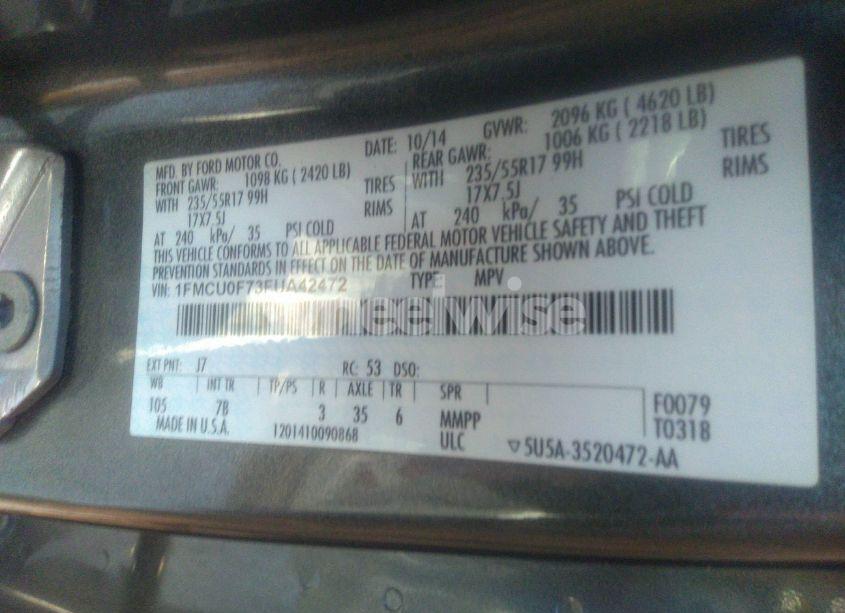 MFD. BY FORD MOTOR CO.
DATE: 10/14 GVWR: 2096 KG ( 4620 LB)
FRONT GAWR: 1098 KG ( 2420 LB)
WITH 235/55R17 99H TIRES
17X7.5J RIMS
AT 240 kPa/ 35 PSI COLD
REAR GAWR: 1006 KG ( 2218 LB)
WITH 235/55R17 99H TIRES
17X7.5J RIMS
AT 240 kPa/ 35 PSI COLD
THIS VEHICLE CONFORMS TO ALL APPLICABLE FEDERAL MOTOR VEHICLE SAFETY AND THEFT
PREVENTION STANDARDS IN EFFECT ON THE DATE OF MANUFACTURE SHOWN ABOVE.
VIN: 1FMCU0F73FUA42472 TYPE: MPV
EXT PNT: J7 RC: 53 DSO:
WB INT TR TP/PS R AXLE TR SPR
105 7B 3 35 6 MMPP
F0079
T0318
MADE IN U.S.A. 1201410090868 ULC
5U5A-3520472-AA